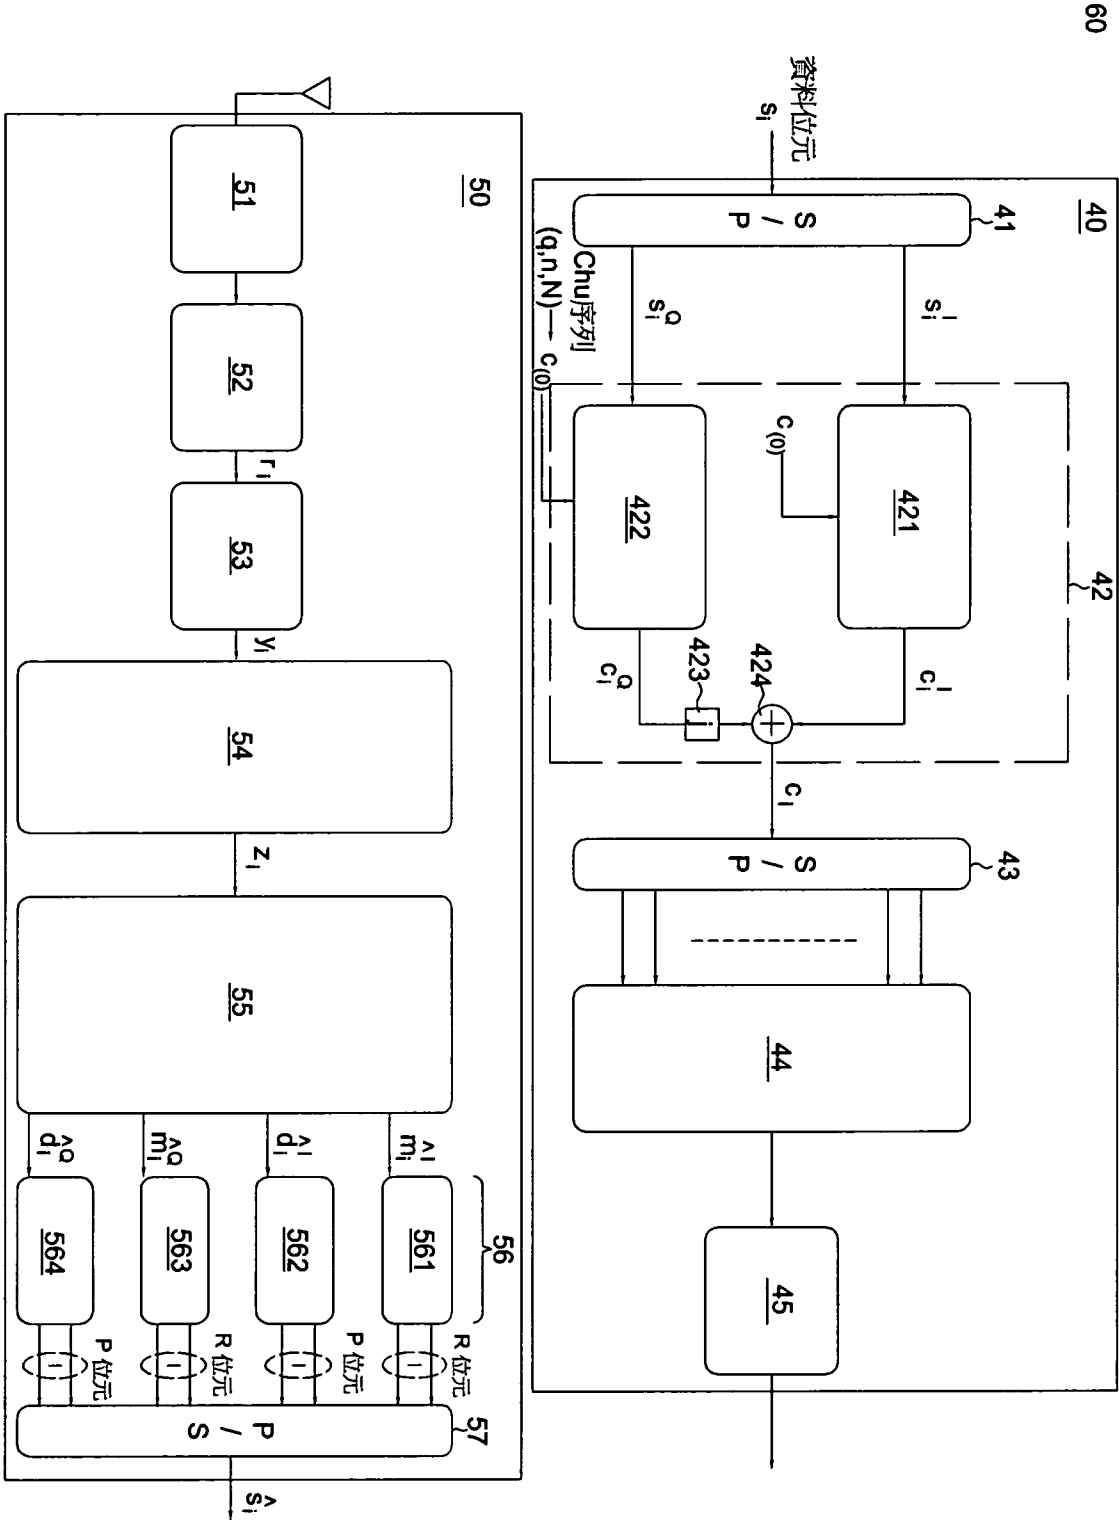 60
40
資料位元
s_i
41
S / P
s_i^I
s_i^Q
Chu序列
(q,n,N)
c_(0)
c_(0)
42
421
422
c_i^I
c_i^Q
423
j
424
+
c_i
43
S / P
44
45
50
51
52
r_i
53
y_i
54
z_i
55
m̂_i^I
d̂_i^I
m̂_i^Q
d̂_i^Q
56
561
562
563
564
R 位元
P 位元
R 位元
P 位元
57
P / S
ŝ_i